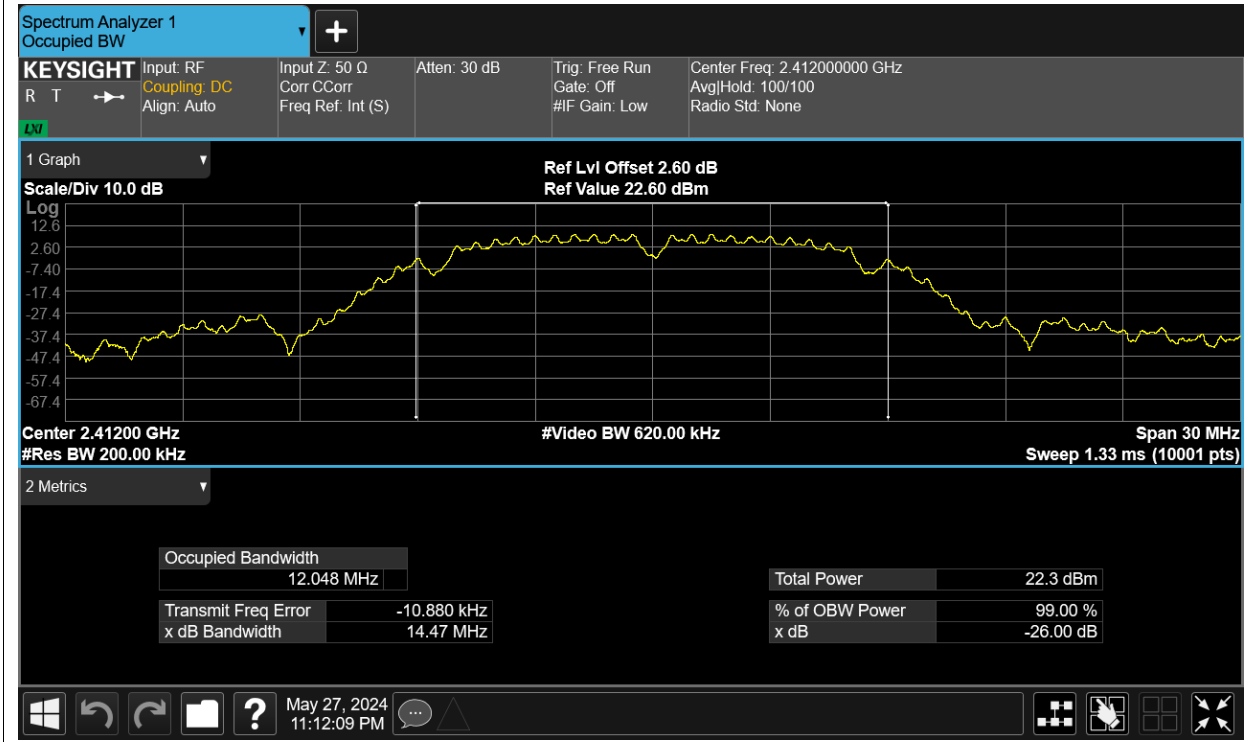 Spectrum Analyzer 1
Occupied BW
KEYSIGHT
R T
LXI
Input: RF
Coupling: DC
Align: Auto
Input Z: 50 Ω
Corr CCorr
Freq Ref: Int (S)
Atten: 30 dB
Trig: Free Run
Gate: Off
#IF Gain: Low
Center Freq: 2.412000000 GHz
Avg|Hold: 100/100
Radio Std: None
1 Graph
Scale/Div 10.0 dB
Ref Lvl Offset 2.60 dB
Ref Value 22.60 dBm
Log
12.6
2.60
-7.40
-17.4
-27.4
-37.4
-47.4
-57.4
-67.4
Center 2.41200 GHz
#Res BW 200.00 kHz
#Video BW 620.00 kHz
Span 30 MHz
Sweep 1.33 ms (10001 pts)
2 Metrics
Occupied Bandwidth
12.048 MHz
Transmit Freq Error -10.880 kHz
x dB Bandwidth 14.47 MHz
Total Power 22.3 dBm
% of OBW Power 99.00 %
x dB -26.00 dB
?
May 27, 2024
11:12:09 PM